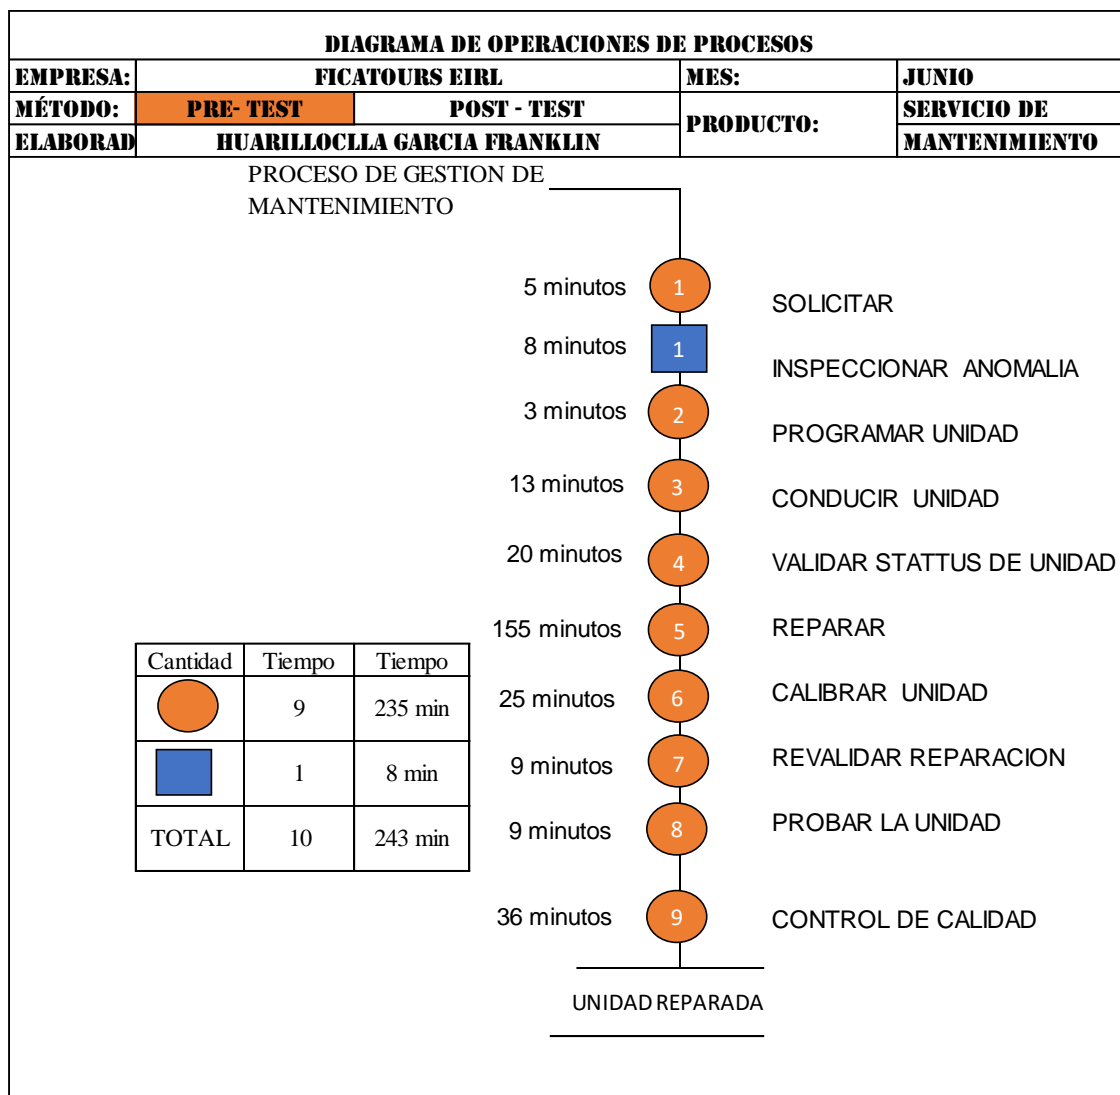 DIAGRAMA DE OPERACIONES DE PROCESOS
EMPRESA: FICATOURS EIRL MES: JUNIO
MÉTODO: PRE- TEST POST - TEST PRODUCTO: SERVICIO DE
ELABORAD HUARILLOCLLA GARCIA FRANKLIN MANTENIMIENTO
PROCESO DE GESTION DE
MANTENIMIENTO
5 minutos 1 SOLICITAR
8 minutos 1 INSPECCIONAR ANOMALIA
3 minutos 2 PROGRAMAR UNIDAD
13 minutos 3 CONDUCIR UNIDAD
20 minutos 4 VALIDAR STATTUS DE UNIDAD
155 minutos 5 REPARAR
25 minutos 6 CALIBRAR UNIDAD
9 minutos 7 REVALIDAR REPARACION
9 minutos 8 PROBAR LA UNIDAD
36 minutos 9 CONTROL DE CALIDAD
UNIDAD REPARADA
Cantidad Tiempo Tiempo
9 235 min
1 8 min
TOTAL 10 243 min